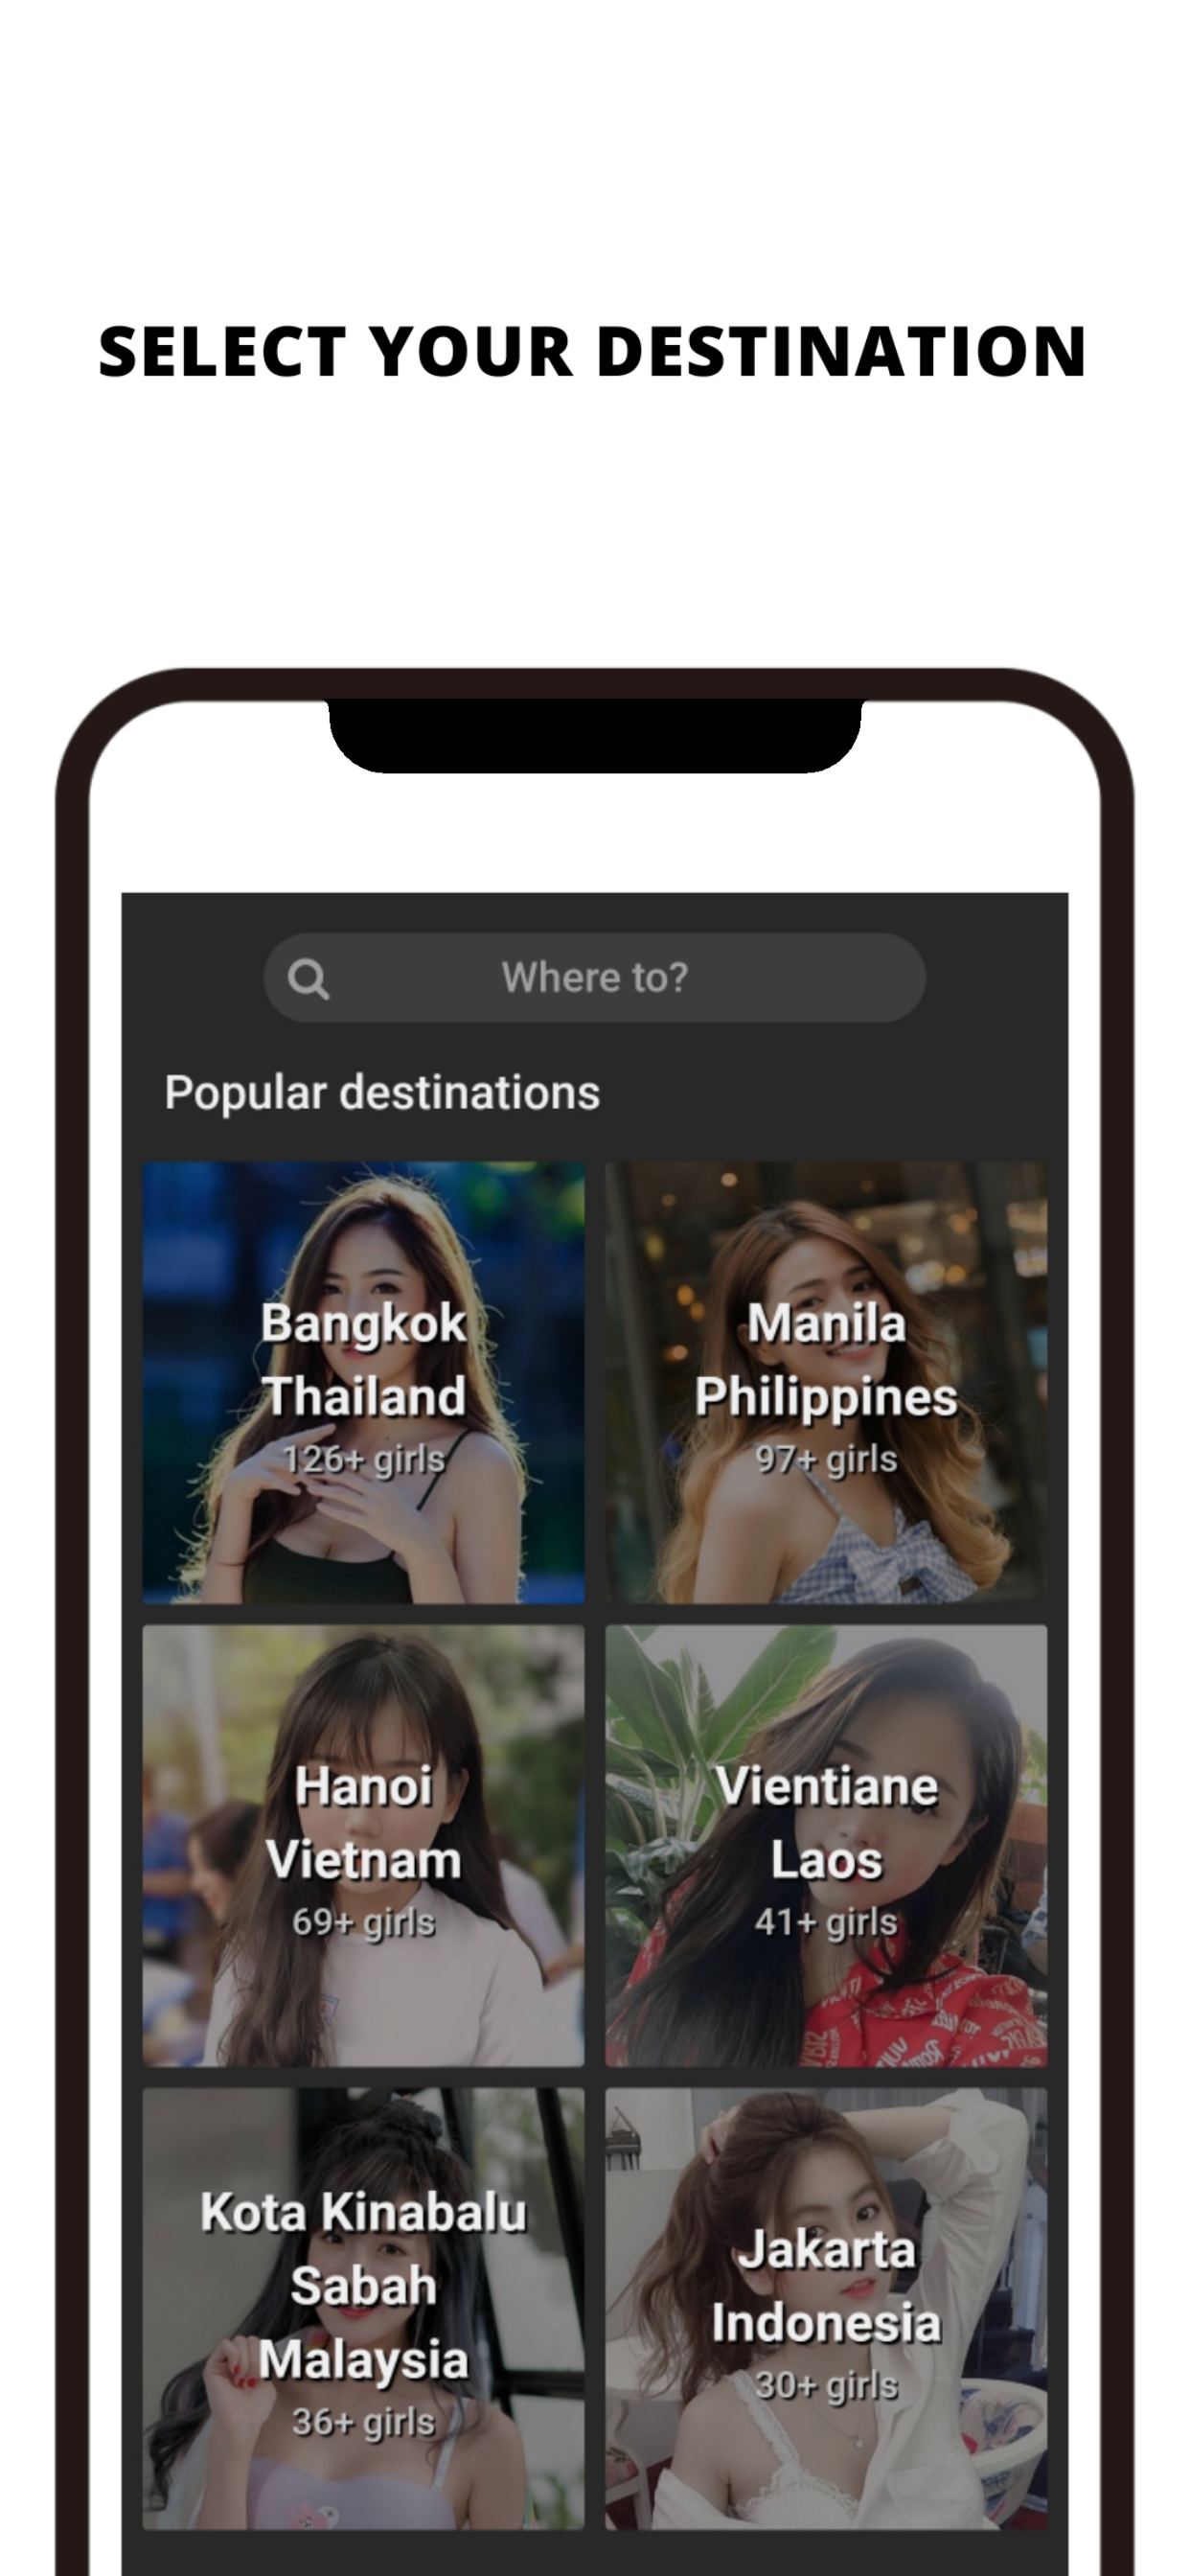 SELECT YOUR DESTINATION
Where to?
Popular destinations
Bangkok
Thailand
126+ girls
Manila
Philippines
97+ girls
Hanoi
Vietnam
69+ girls
Vientiane
Laos
41+ girls
Kota Kinabalu
Sabah
Malaysia
36+ girls
Jakarta
Indonesia
30+ girls